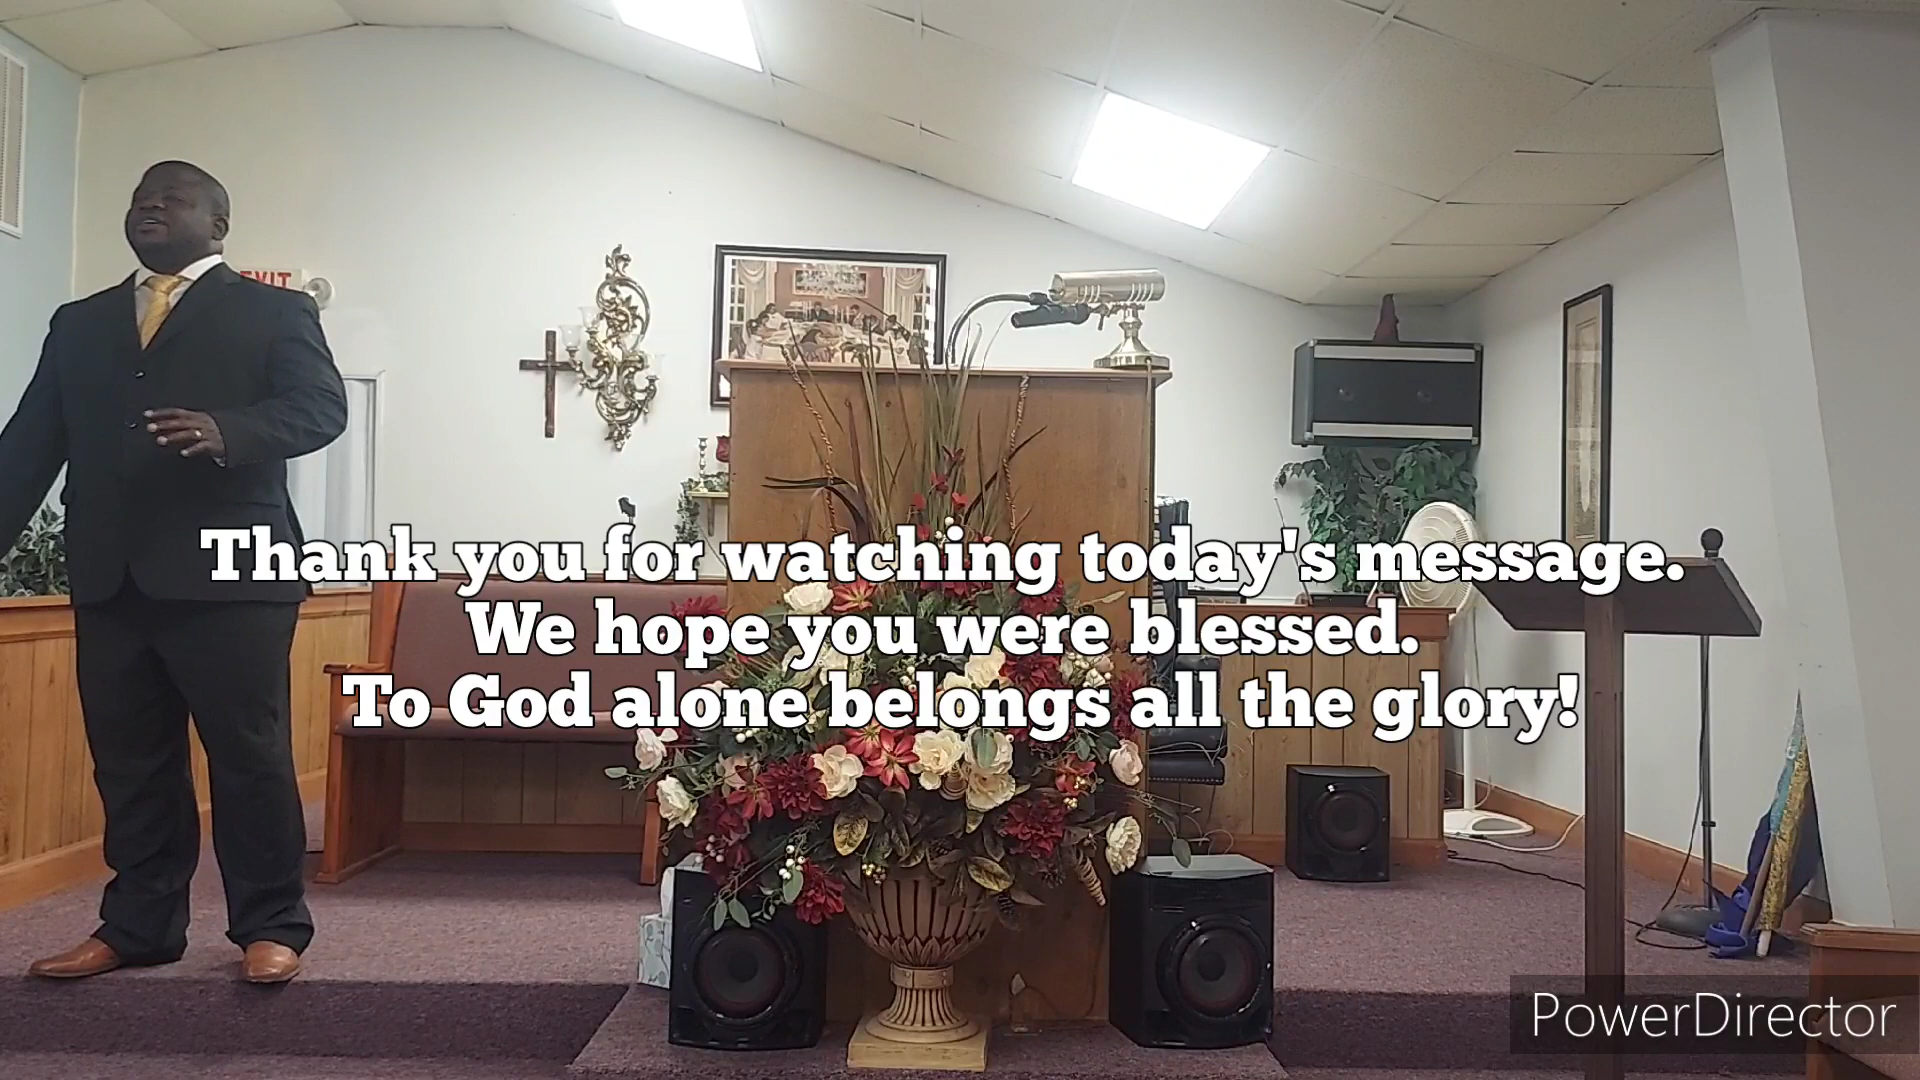 EXIT
Thank you for watching today's message.
We hope you were blessed.
To God alone belongs all the glory!
PowerDirector